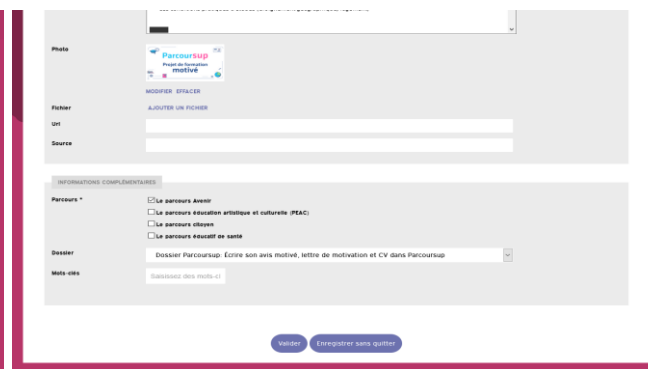 Photo
Parcoursup
Projet de formation
motivé
MODIFIER EFFACER
Fichier
AJOUTER UN FICHIER
Url
Source
INFORMATIONS COMPLÉMENTAIRES
Parcours *
Le parcours Avenir
Le parcours éducation artistique et culturelle (PEAC)
Le parcours citoyen
Le parcours éducatif de santé
Dossier
Dossier Parcoursup: Écrire son avis motivé, lettre de motivation et CV dans Parcoursup
Mots-clés
Saisissez des mots-cl
Valider
Enregistrer sans quitter